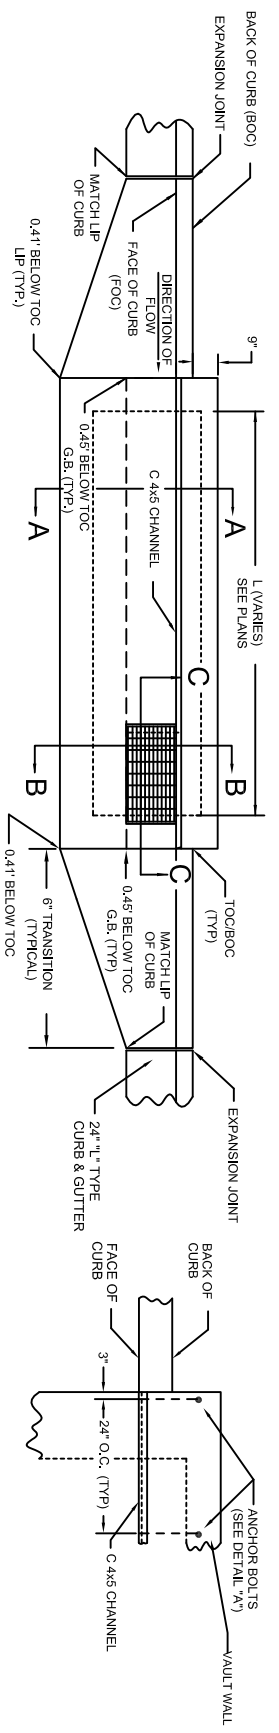 BACK OF CURB (BOC)
EXPANSION JOINT
MATCH LIP
OF CURB
FACE OF CURB
(FOC)
DIRECTION OF
FLOW
9"
0.41' BELOW TOC
LIP (TYP.)
0.45' BELOW TOC
G.B. (TYP.)
L (VARIES)
SEE PLANS
A
A
C 4x5 CHANNEL
C
C
B
B
TOC/BOC
(TYP)
0.45' BELOW TOC
G.B. (TYP)
0.41' BELOW TOC
6" TRANSITION
(TYPICAL)
MATCH LIP
OF CURB
EXPANSION JOINT
24" "L" TYPE
CURB & GUTTER
BACK OF
CURB
FACE OF
CURB
3"
24" O.C. (TYP)
C 4x5 CHANNEL
ANCHOR BOLTS
(SEE DETAIL "A")
VAULT WALL